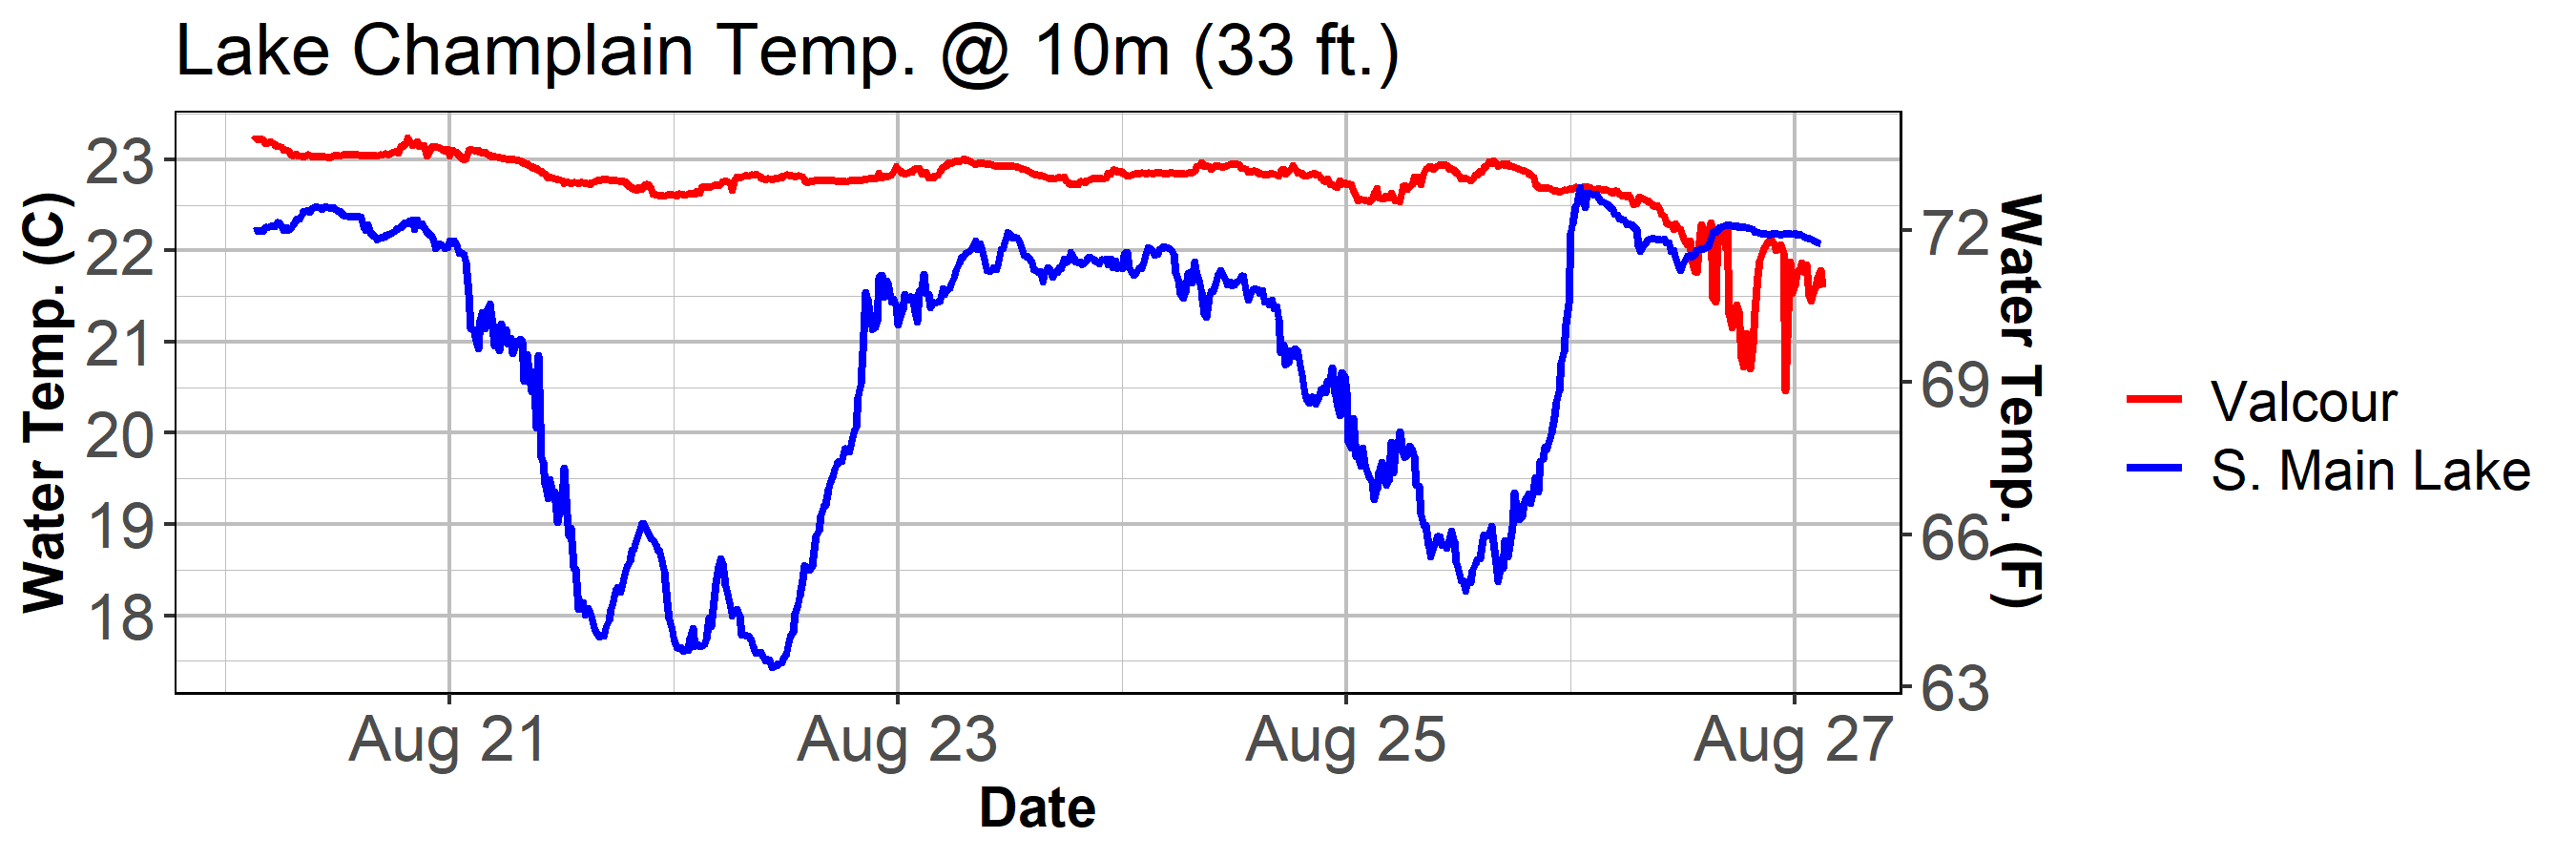 Lake Champlain Temp. @ 10m (33 ft.)
Water Temp. (C)
23
22
21
20
19
18
72
69
66
63
Water Temp. (F)
Aug 21
Aug 23
Aug 25
Aug 27
Date
Valcour
S. Main Lake